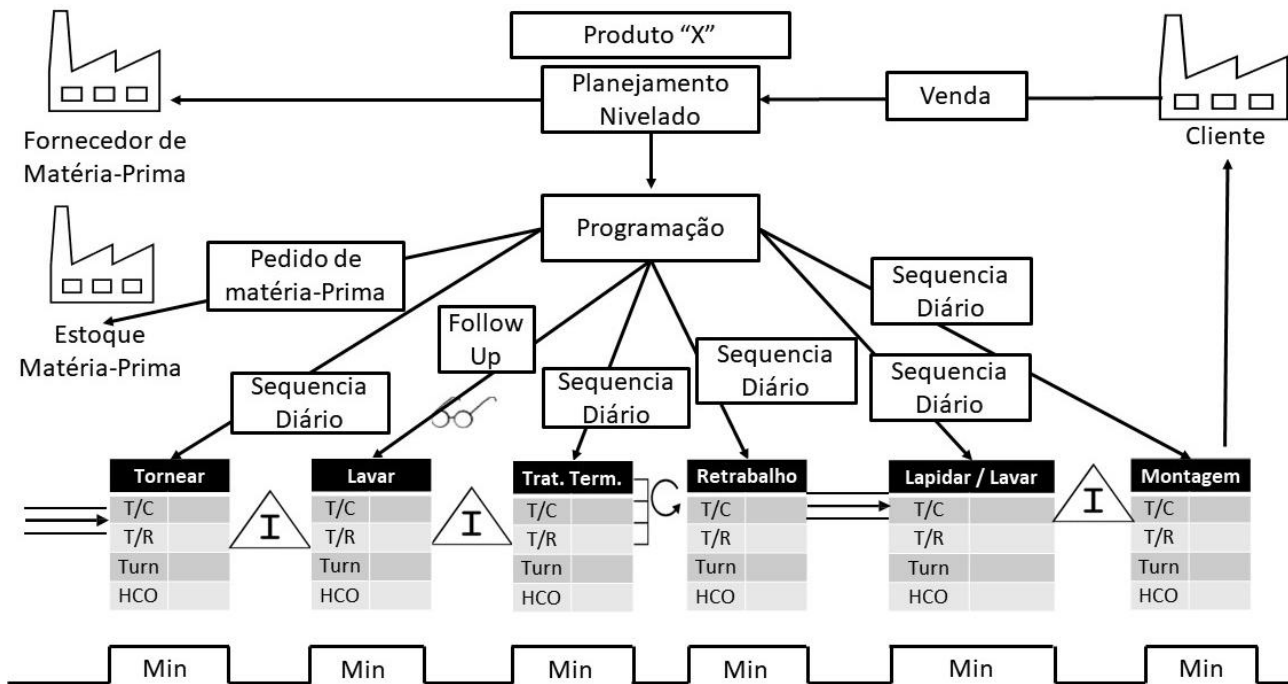 Produto “X”
Planejamento
Nivelado
Venda
Fornecedor de
Matéria-Prima
Cliente
Programação
Pedido de
matéria-Prima
Estoque
Matéria-Prima
Sequencia
Diário
Follow
Up
Sequencia
Diário
Sequencia
Diário
Sequencia
Diário
Sequencia
Diário
Tornear
T/C
T/R
Turn
HCO
I
Lavar
T/C
T/R
Turn
HCO
I
Trat. Term.
T/C
T/R
Turn
HCO
Retrabalho
T/C
T/R
Turn
HCO
Lapidar / Lavar
T/C
T/R
Turn
HCO
I
Montagem
T/C
T/R
Turn
HCO
Min
Min
Min
Min
Min
Min